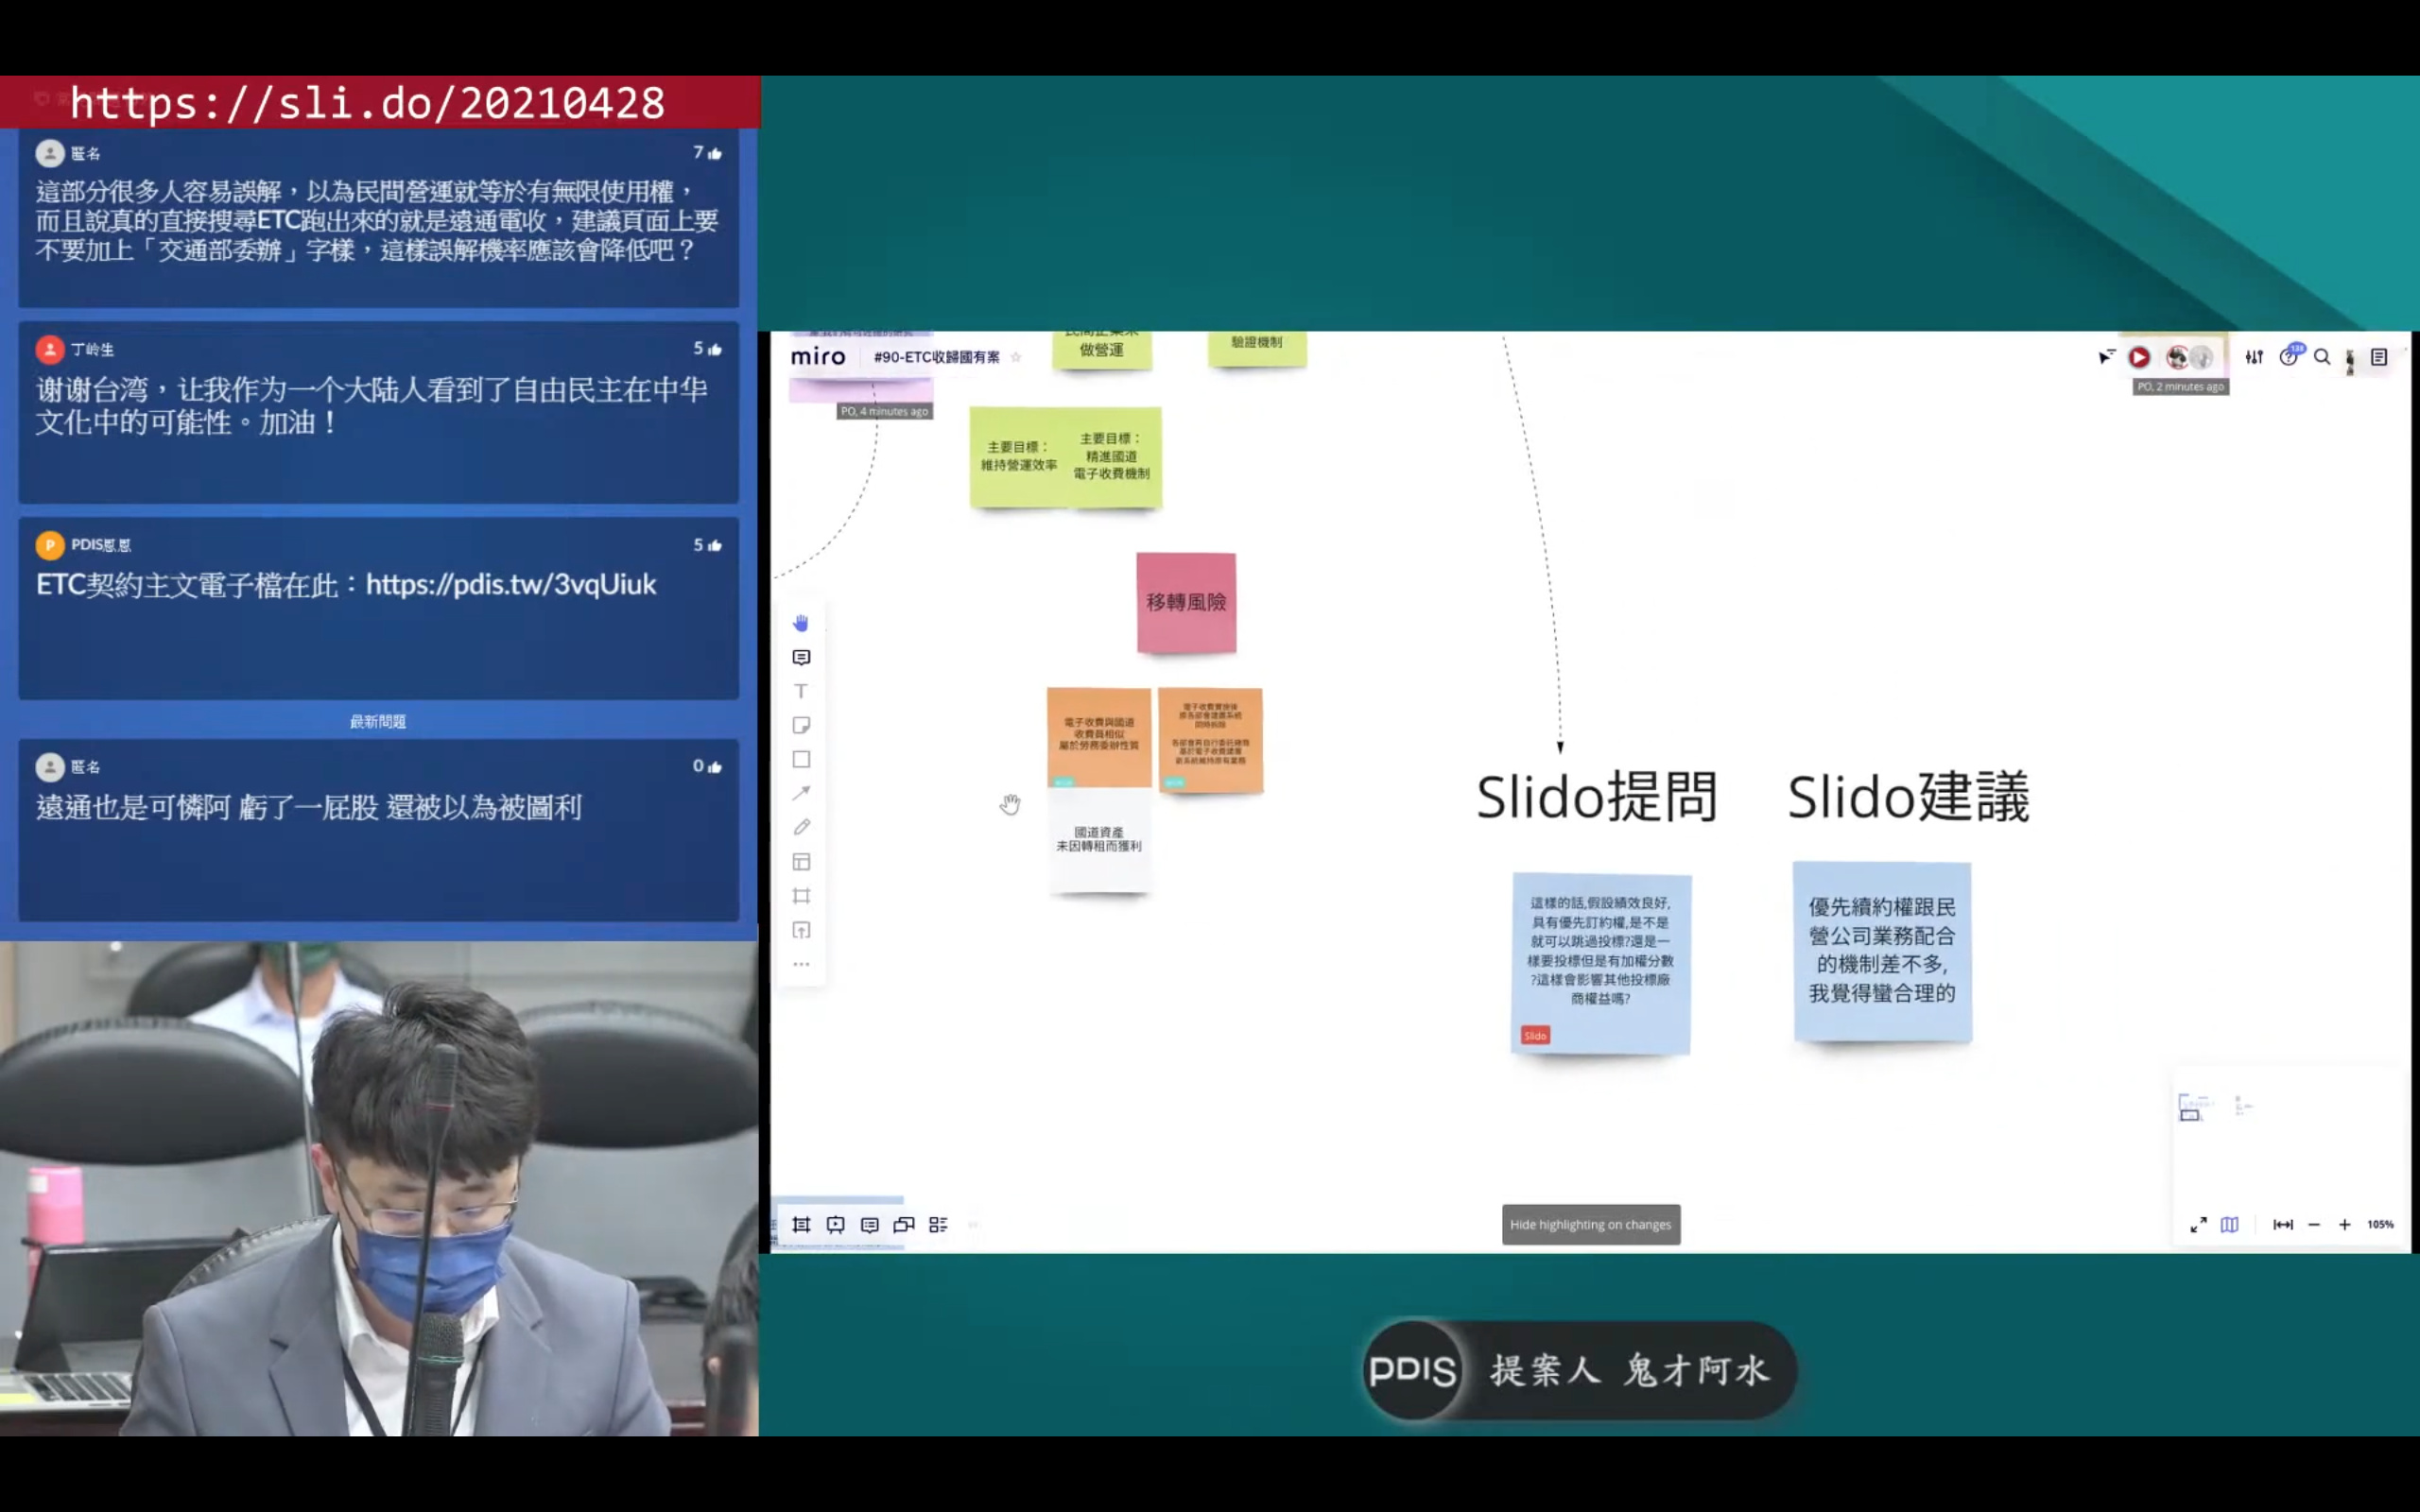 https://sli.do/20210428
匿名
7
這部分很多人容易誤解，以為民間營運就等於有無限使用權，
而且說真的直接搜尋ETC跑出來的就是遠通電收，建議頁面上要
不要加上「交通部委辦」字樣，這樣誤解機率應該會降低吧？
丁岭生
5
谢谢台湾，让我作为一个大陆人看到了自由民主在中华
文化中的可能性。加油！
PDIS恩恩
5
ETC契約主文電子檔在此：https://pdis.tw/3vqUiuk
最新問題
匿名
0
遠通也是可憐阿 虧了一屁股 還被以為被圖利
miro
#90-ETC收歸國有案
PO, 4 minutes ago
做營運
驗證機制
PO, 2 minutes ago
主要目標：
維持營運效率
主要目標：
精進國道
電子收費機制
移轉風險
電子收費與國道
收費員相似
屬於勞務委辦性質
國道資產
未因轉租而獲利
Slido提問
Slido建議
這樣的話,假設績效良好,
具有優先訂約權,是不是
就可以跳過投標?還是一
樣要投標但是有加權分數
?這樣會影響其他投標廠
商權益嗎?
Slido
優先續約權跟民
營公司業務配合
的機制差不多,
我覺得蠻合理的
Hide highlighting on changes
105%
PDIS
提案人 鬼才阿水